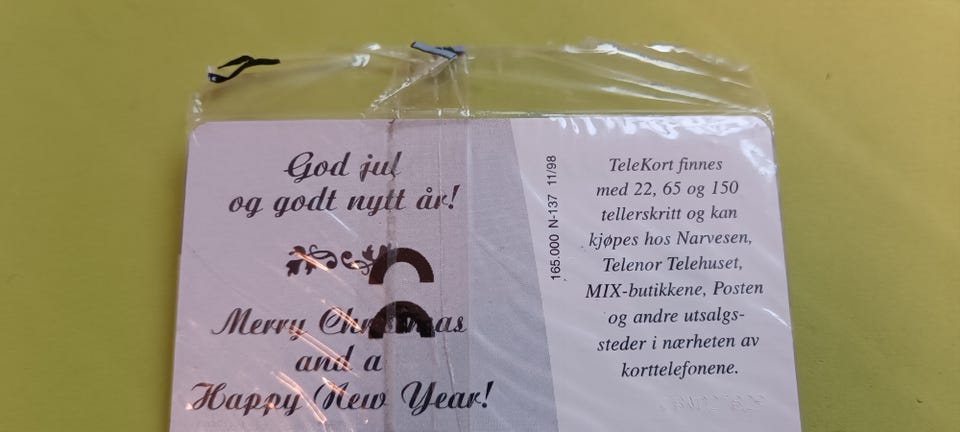 God jul
og godt nytt år!
Merry Christmas
and a
Happy New Year!
165.000 N-137 11/98
TeleKort finnes
med 22, 65 og 150
tellerskritt og kan
kjøpes hos Narvesen,
Telenor Telehuset,
MIX-butikkene, Posten
og andre utsalgs-
steder i nærheten av
korttelefonene.